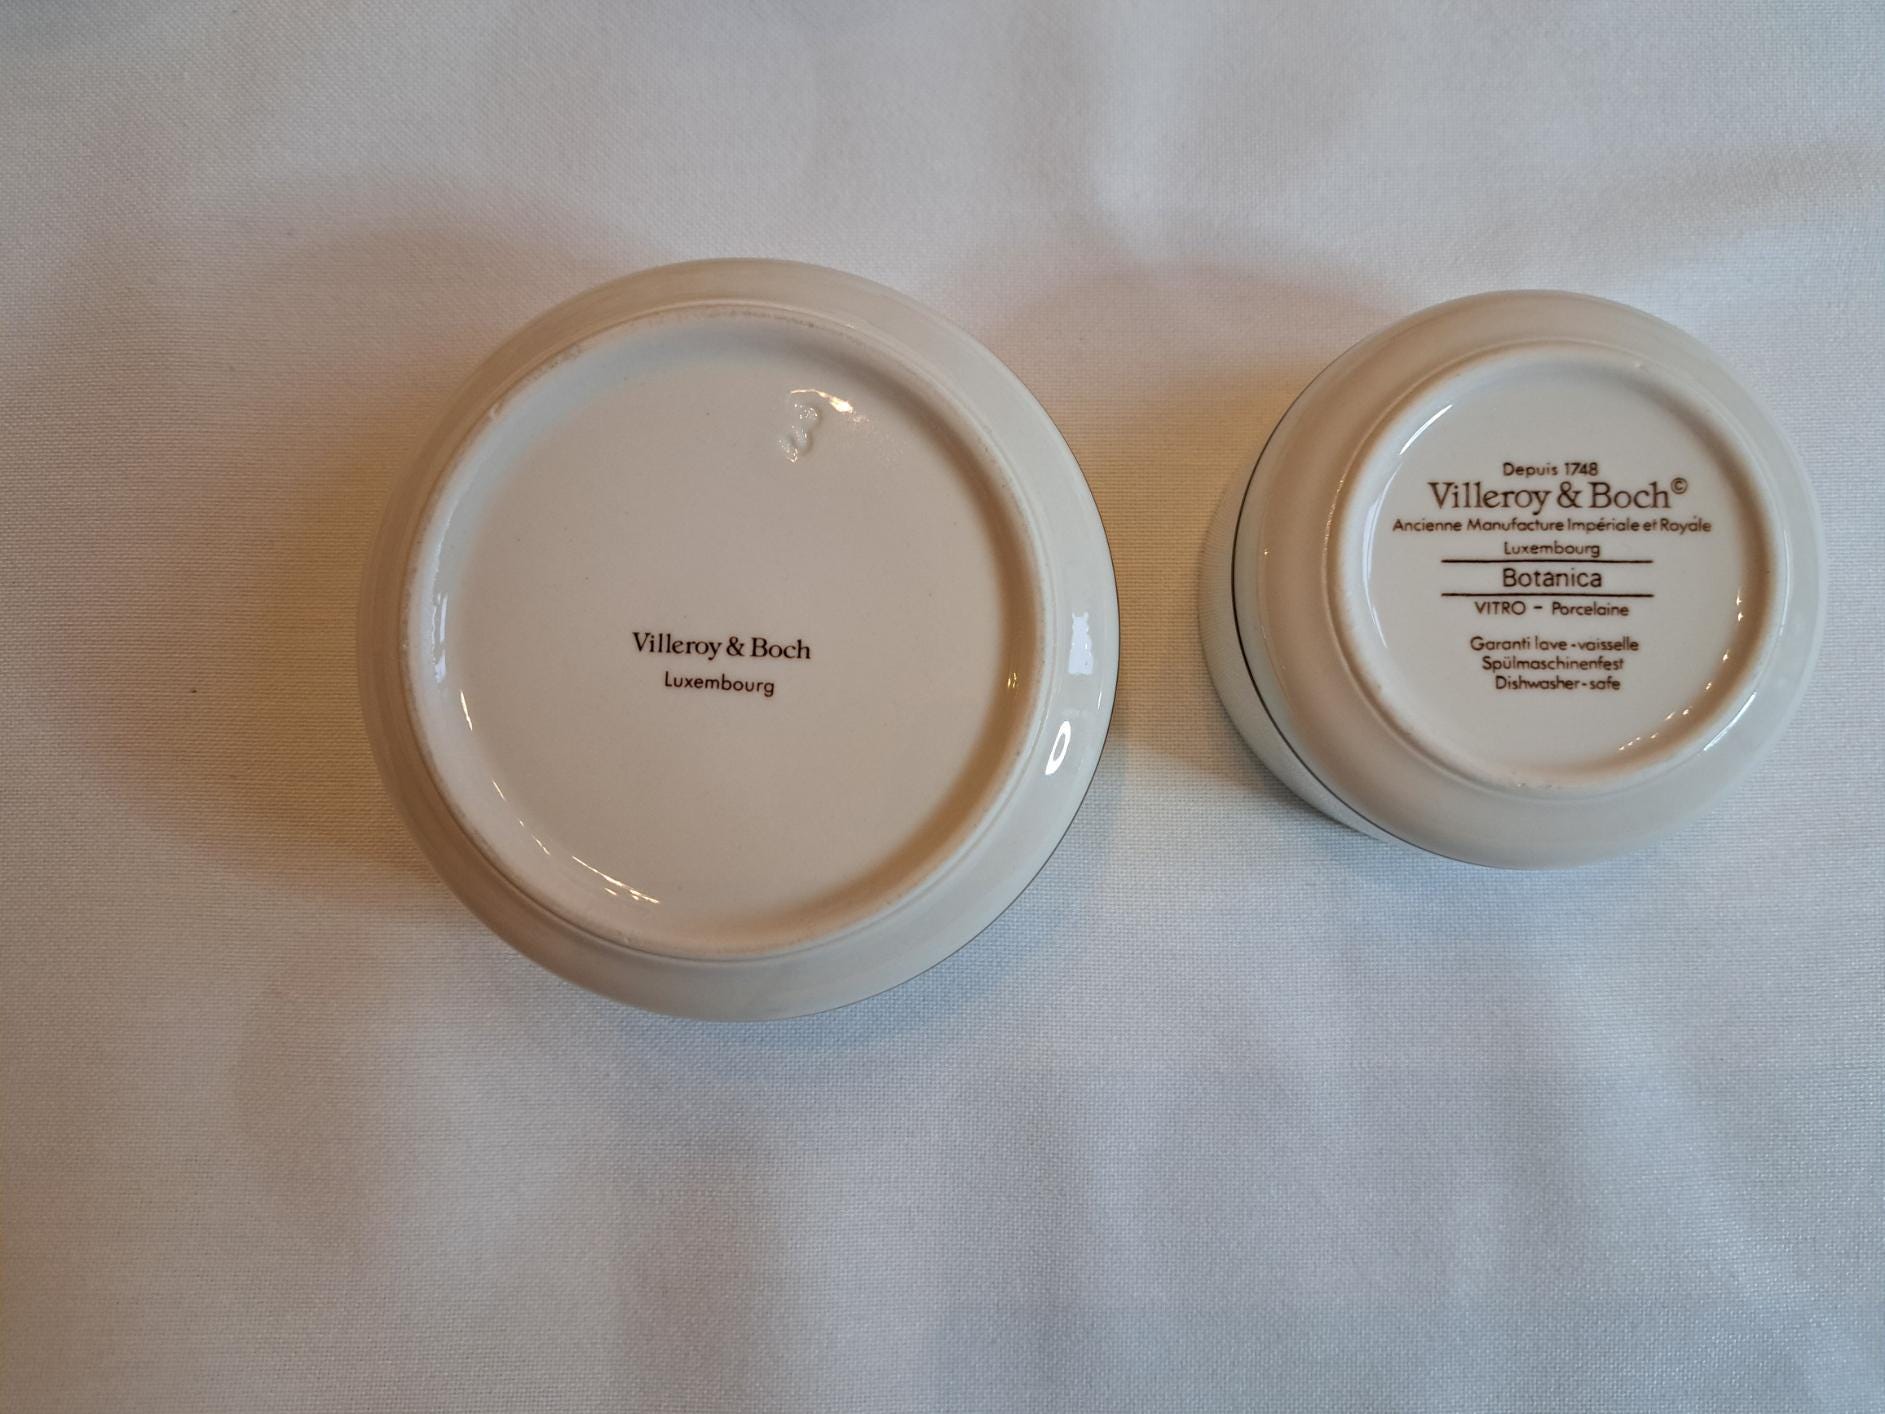 Villeroy & Boch
Luxembourg
Depuis 1748
Villeroy & Boch©
Ancienne Manufacture Impériale et Royale
Luxembourg
Botanica
VITRO - Porcelaine
Garanti lave-vaisselle
Spülmaschinenfest
Dishwasher-safe